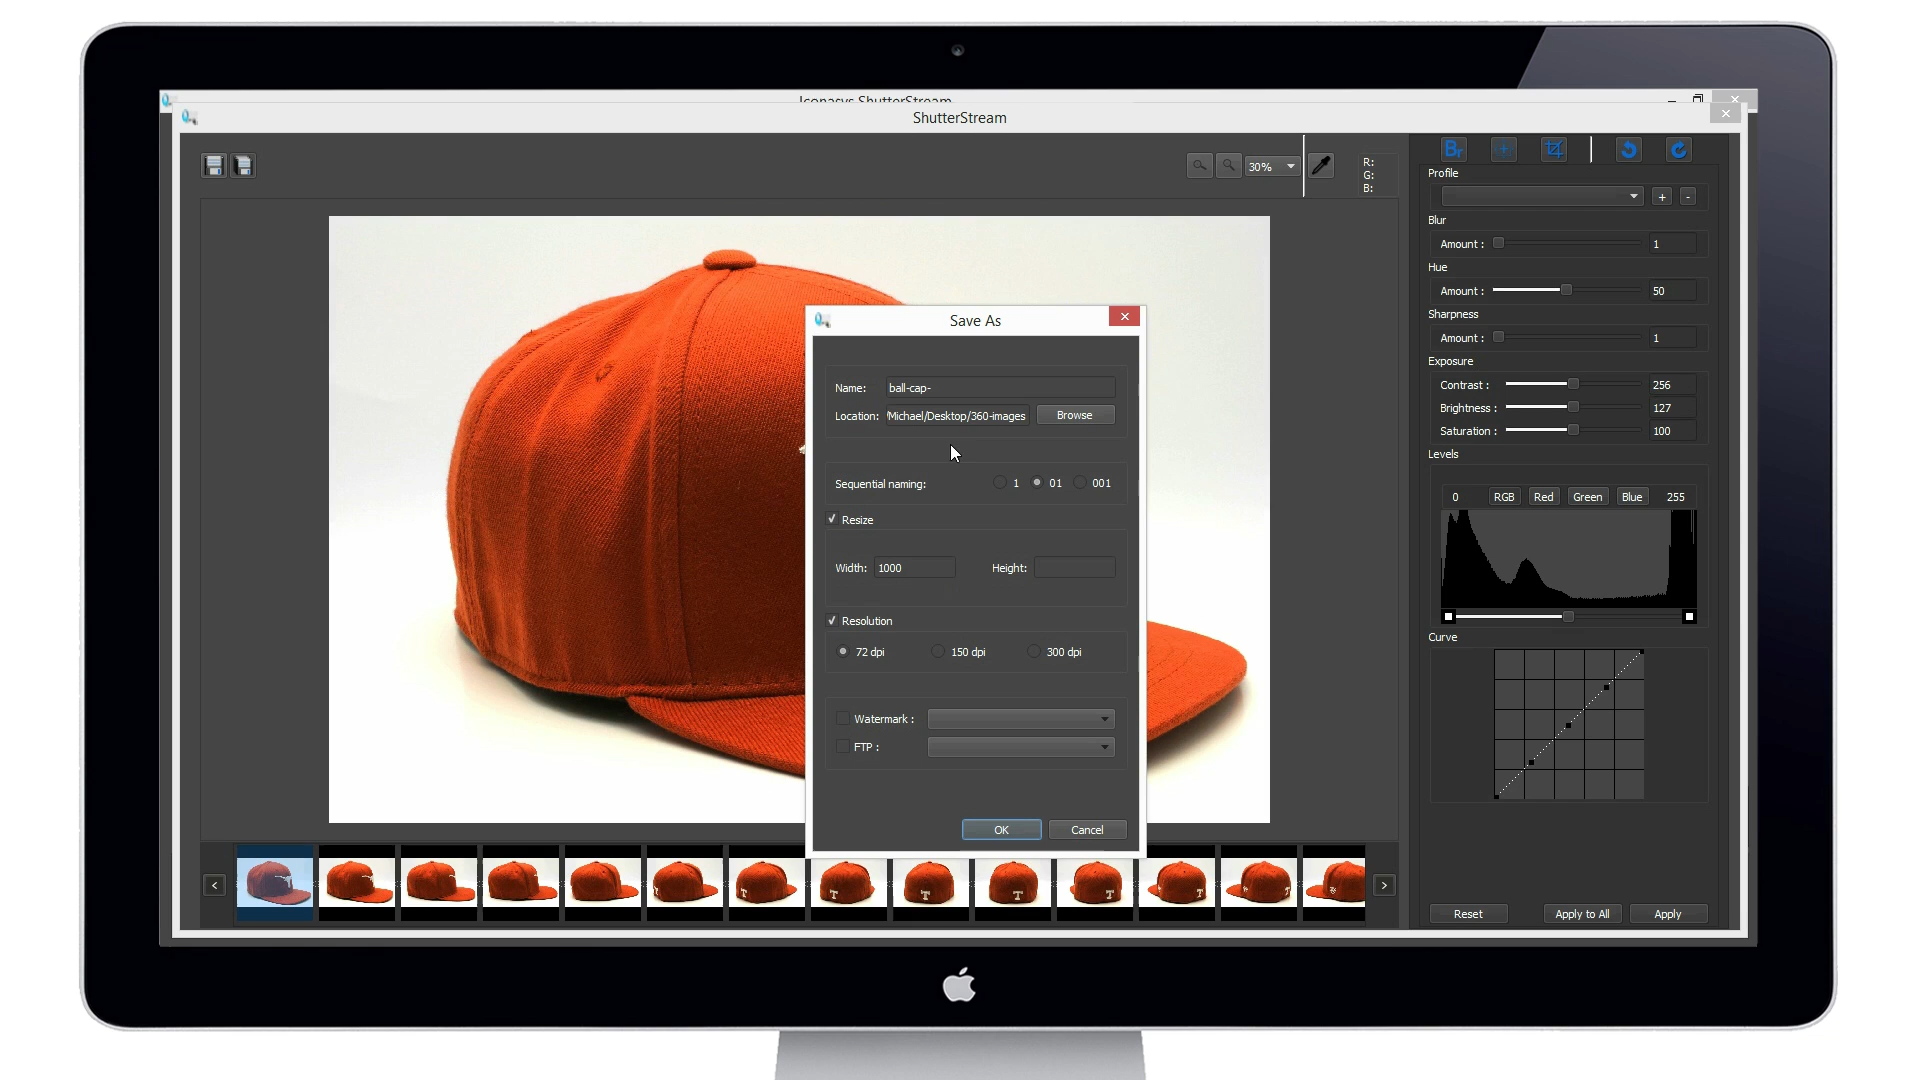 Iconasys ShutterStream
ShutterStream
30%
R:
G:
B:
Br
Profile
+ -
Blur
Amount : 1
Hue
Amount : 50
Sharpness
Amount : 1
Exposure
Contrast : 256
Brightness : 127
Saturation : 100
Levels
0 RGB Red Green Blue 255
Curve
Reset Apply to All Apply
Save As
Name: ball-cap-
Location: Michael/Desktop/360-images Browse
Sequential naming: 1 01 001
Resize
Width: 1000 Height:
Resolution
72 dpi 150 dpi 300 dpi
Watermark :
FTP :
OK Cancel
< >